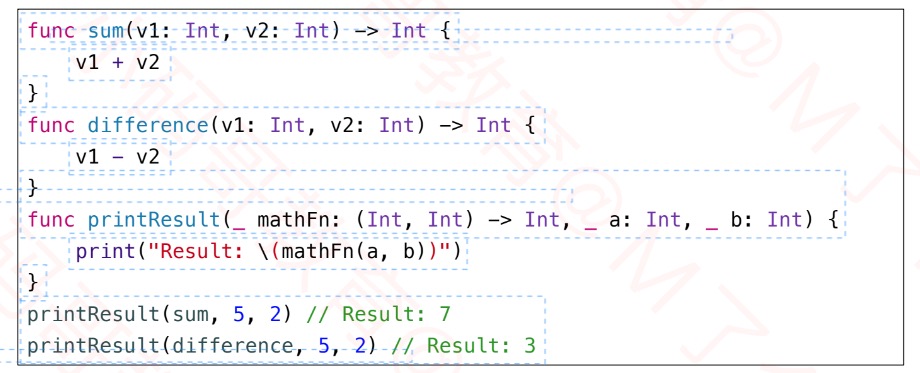 func sum(v1: Int, v2: Int) -> Int {
    v1 + v2
}
func difference(v1: Int, v2: Int) -> Int {
    v1 - v2
}
func printResult(_ mathFn: (Int, Int) -> Int, _ a: Int, _ b: Int) {
    print("Result: \(mathFn(a, b))")
}
printResult(sum, 5, 2) // Result: 7
printResult(difference, 5, 2) // Result: 3